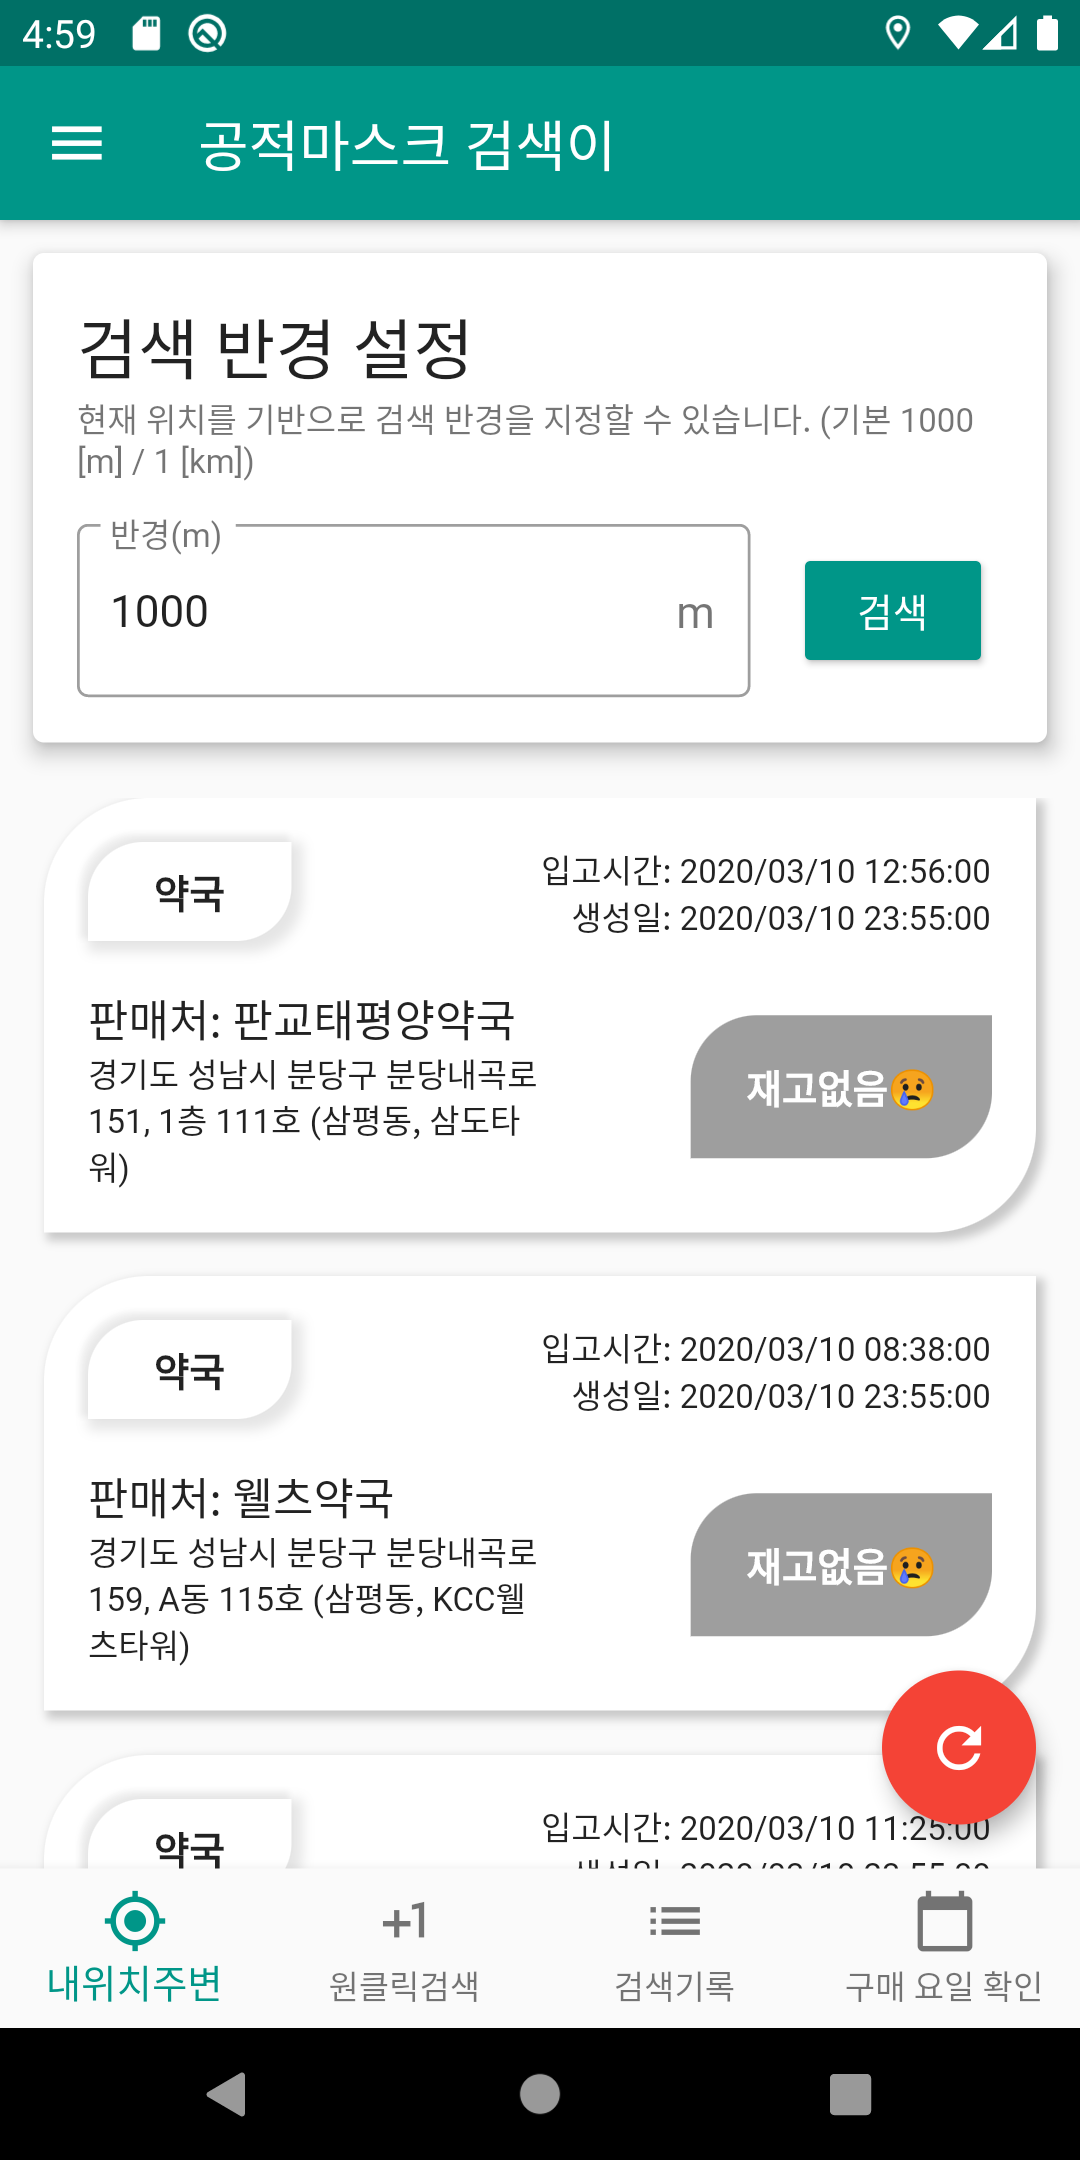 4:59
공적마스크 검색이
검색 반경 설정
현재 위치를 기반으로 검색 반경을 지정할 수 있습니다. (기본 1000
[m] / 1 [km])
반경(m)
1000 m
검색
약국
입고시간: 2020/03/10 12:56:00
생성일: 2020/03/10 23:55:00
판매처: 판교태평양약국
경기도 성남시 분당구 분당내곡로
151, 1층 111호 (삼평동, 삼도타
워)
재고없음😢
약국
입고시간: 2020/03/10 08:38:00
생성일: 2020/03/10 23:55:00
판매처: 웰츠약국
경기도 성남시 분당구 분당내곡로
159, A동 115호 (삼평동, KCC웰
츠타워)
재고없음😢
약국
입고시간: 2020/03/10 11:25:00
내위치주변
+1
원클릭검색
검색기록
구매 요일 확인